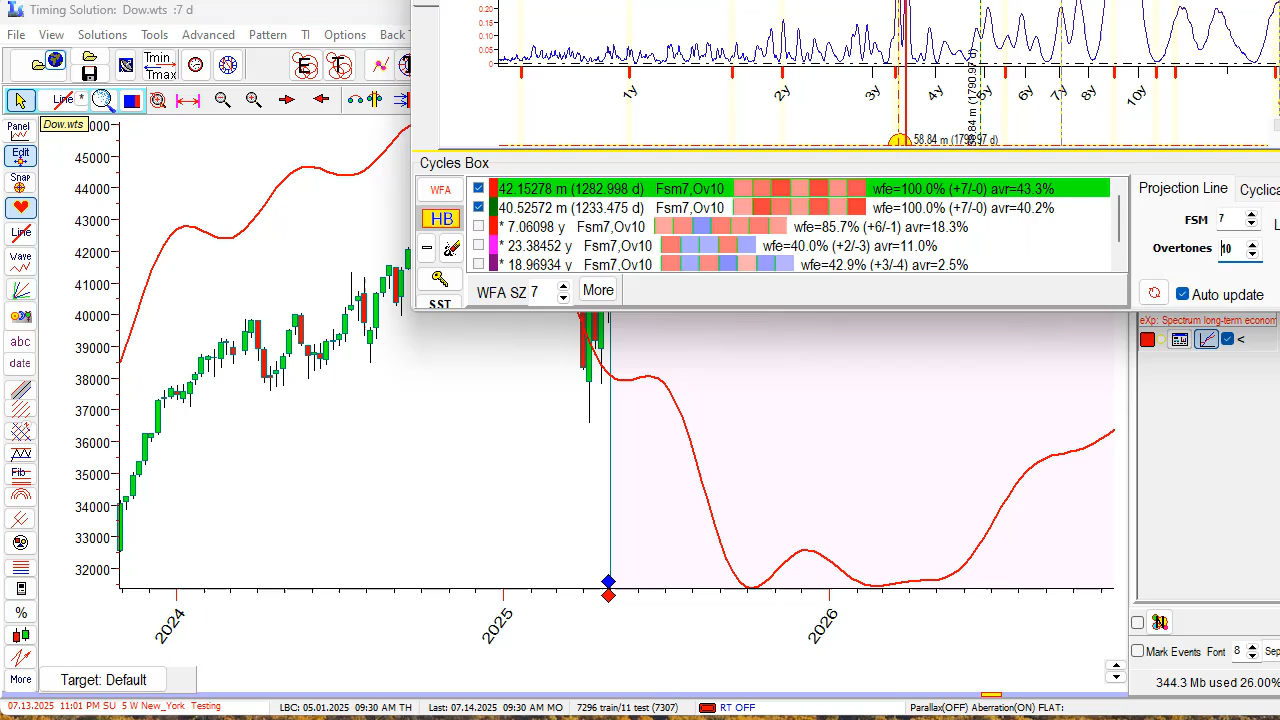 Timing Solution: Dow.wts :7 d
File View Solutions Tools Advanced Pattern TI Options Back
Tmin
Tmax
Line *
Dow.wts
0.20
0.15
0.10
0.05
0
1y 2y 3y 4y 5y 6y 7y 8y 10y
58.84 m (1790.97 d)
58.84 m (1790.97 d)
Cycles Box
WFA
HB
SST
42.15278 m (1282.998 d) Fsm7,Ov10 wfe=100.0% (+7/-0) avr=43.3%
40.52572 m (1233.475 d) Fsm7,Ov10 wfe=100.0% (+7/-0) avr=40.2%
* 7.06098 y Fsm7,Ov10 wfe=85.7% (+6/-1) avr=18.3%
* 23.38452 y Fsm7,Ov10 wfe=40.0% (+2/-3) avr=11.0%
* 18.96934 y Fsm7,Ov10 wfe=42.9% (+3/-4) avr=2.5%
WFA SZ 7 More
Projection Line Cyclica
FSM 7
Overtones 10
Auto update
eXp: Spectrum long-term econom
<
Panel
Edit
Snap
Line
Wave
abc
date
Fib
%
More
45000
44000
43000
42000
41000
40000
39000
38000
37000
36000
35000
34000
33000
32000
2024 2025 2026
Target: Default
Mark Events Font 8 Sep
344.3 Mb used 26.00%
07.13.2025 11:01 PM SU 5 W New_York Testing LBC: 05.01.2025 09:30 AM TH Last: 07.14.2025 09:30 AM MO 7296 train/11 test (7307) RT OFF Parallax(OFF) Aberration(ON) FLAT: